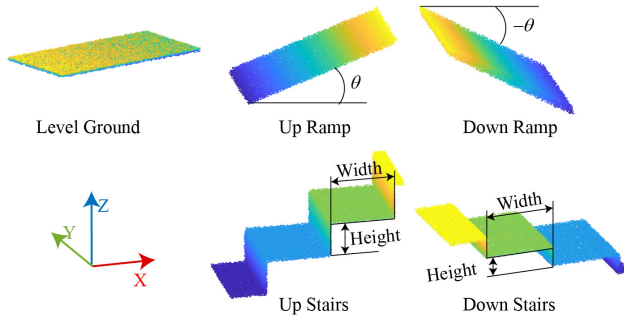 θ
−θ
Level Ground
Up Ramp
Down Ramp
Z
Y
X
Width
Height
Up Stairs
Width
Height
Down Stairs